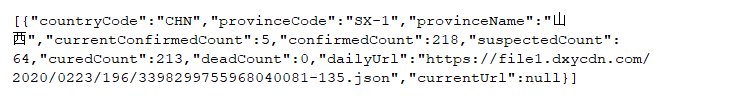 [{"countryCode":"CHN","provinceCode":"SX-1","provinceName":"山
西","currentConfirmedCount":5,"confirmedCount":218,"suspectedCount":
64,"curedCount":213,"deadCount":0,"dailyUrl":"https://file1.dxycdn.com/
2020/0223/196/3398299755968040081-135.json","currentUrl":null}]